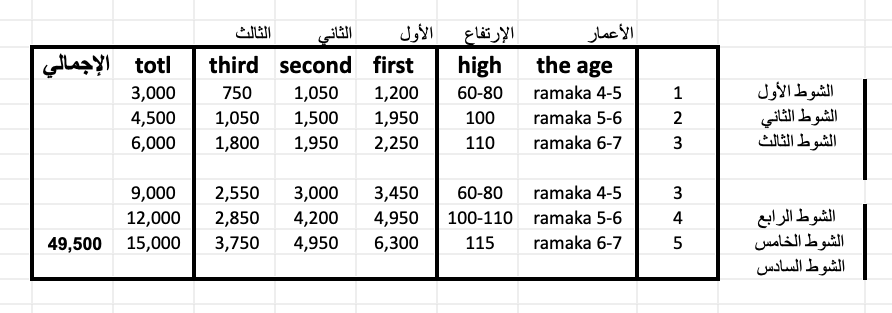 الأعمار الإرتفاع الأول الثاني الثالث
الإجمالي totl third second first high the age
3,000 750 1,050 1,200 60-80 ramaka 4-5 1 الشوط الأول
4,500 1,050 1,500 1,950 100 ramaka 5-6 2 الشوط الثاني
6,000 1,800 1,950 2,250 110 ramaka 6-7 3 الشوط الثالث
9,000 2,550 3,000 3,450 60-80 ramaka 4-5 3
12,000 2,850 4,200 4,950 100-110 ramaka 5-6 4 الشوط الرابع
49,500 15,000 3,750 4,950 6,300 115 ramaka 6-7 5 الشوط الخامس
الشوط السادس